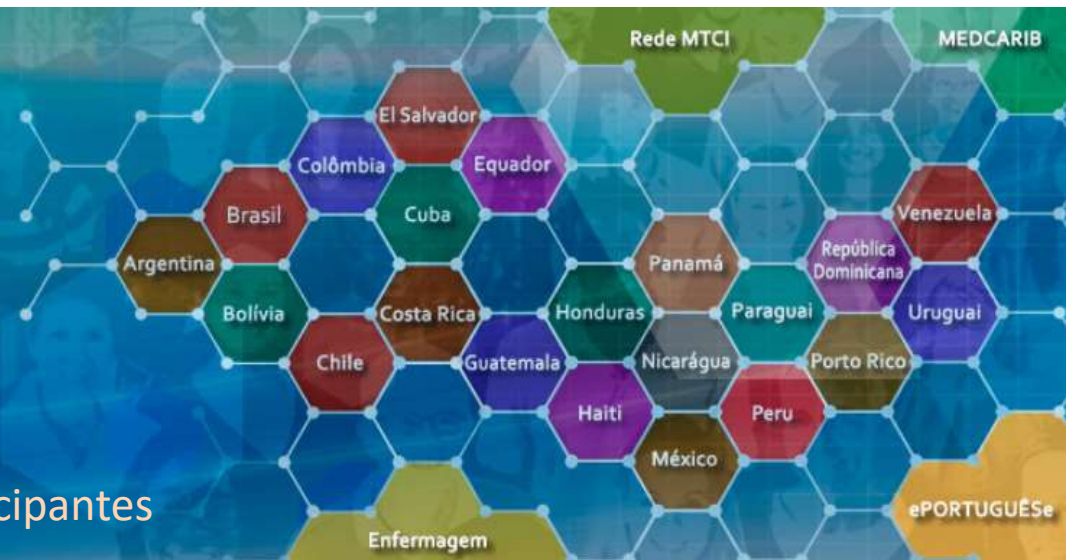 Rede MTCI
MEDCARIB
El Salvador
Colômbia
Equador
Brasil
Cuba
Venezuela
Argentina
Panamá
República
Dominicana
Bolívia
Costa Rica
Honduras
Paraguai
Uruguai
Chile
Guatemala
Nicarágua
Porto Rico
Haiti
Peru
México
cipantes
ePORTUGUÊSe
Enfermagem